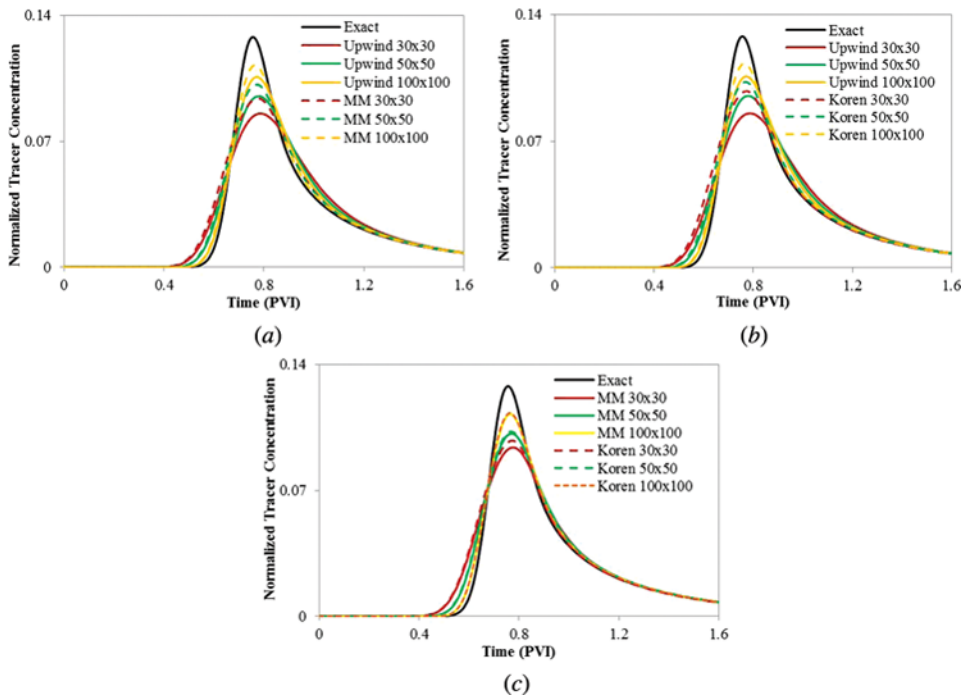 0.14
0.07
0
Normalized Tracer Concentration
Exact
Upwind 30x30
Upwind 50x50
Upwind 100x100
MM 30x30
MM 50x50
MM 100x100
0 0.4 0.8 1.2 1.6
Time (PVI)
(a)
0.14
0.07
0
Normalized Tracer Concentration
Exact
Upwind 30x30
Upwind 50x50
Upwind 100x100
Koren 30x30
Koren 50x50
Koren 100x100
0 0.4 0.8 1.2 1.6
Time (PVI)
(b)
0.14
0.07
0
Normalized Tracer Concentration
Exact
MM 30x30
MM 50x50
MM 100x100
Koren 30x30
Koren 50x50
Koren 100x100
0 0.4 0.8 1.2 1.6
Time (PVI)
(c)